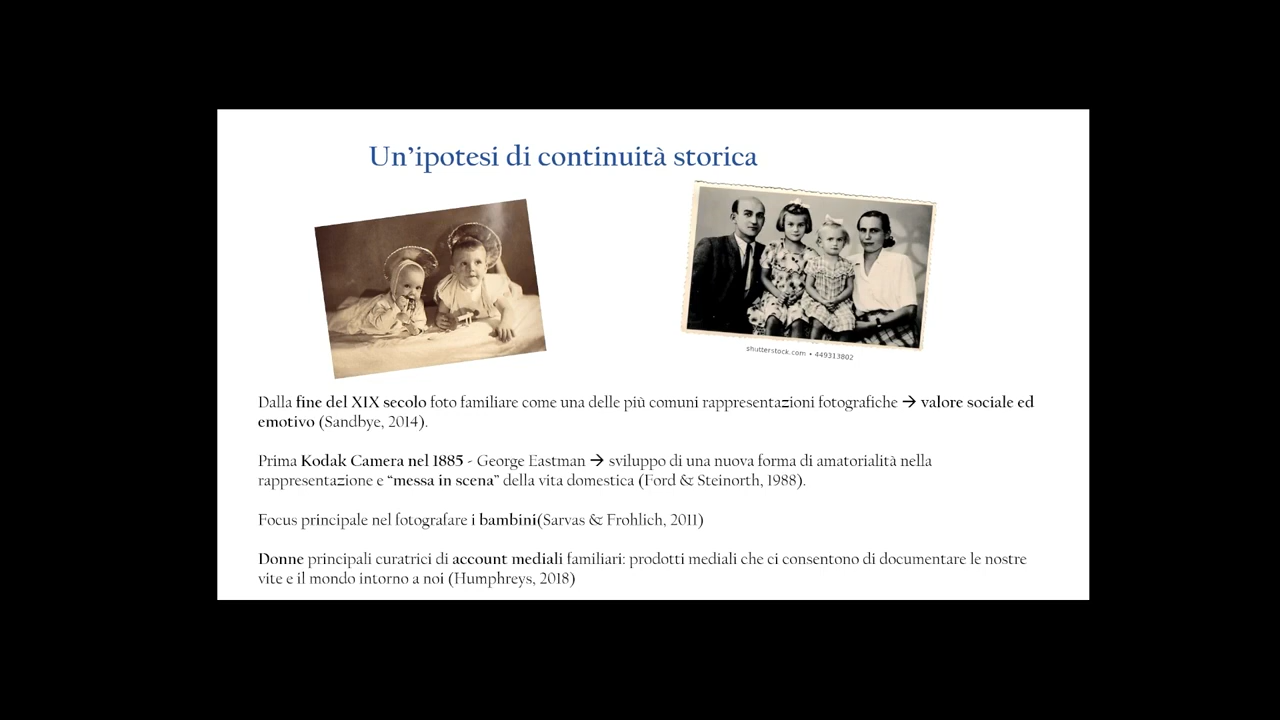 Un’ipotesi di continuità storica
shutterstock.com • 449313802
Dalla fine del XIX secolo foto familiare come una delle più comuni rappresentazioni fotografiche → valore sociale ed
emotivo (Sandbye, 2014).
Prima Kodak Camera nel 1885 - George Eastman → sviluppo di una nuova forma di amatorialità nella
rappresentazione e “messa in scena” della vita domestica (Ford & Steinorth, 1988).
Focus principale nel fotografare i bambini(Sarvas & Frohlich, 2011)
Donne principali curatrici di account mediali familiari: prodotti mediali che ci consentono di documentare le nostre
vite e il mondo intorno a noi (Humphreys, 2018)